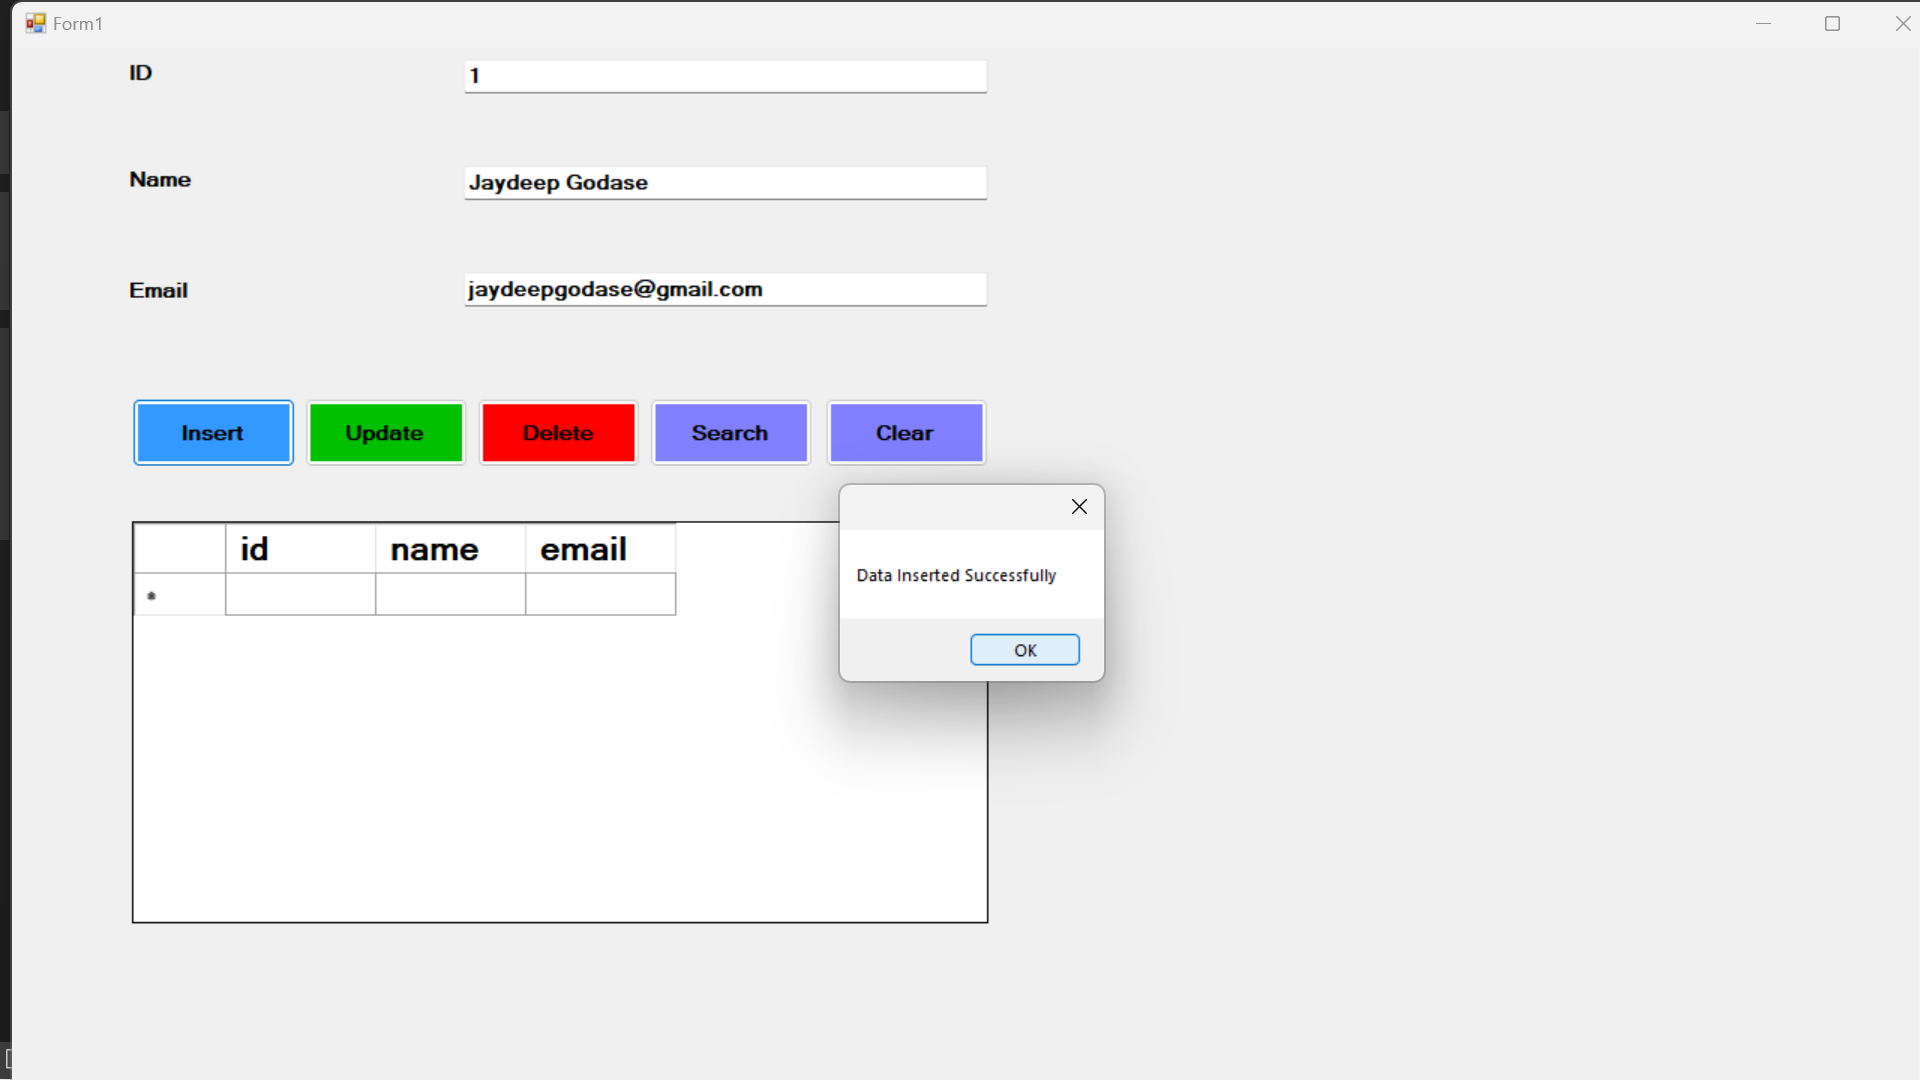 Form1
ID
1
Name
Jaydeep Godase
Email
jaydeepgodase@gmail.com
Insert Update Delete Search Clear
id name email
*
Data Inserted Successfully
OK